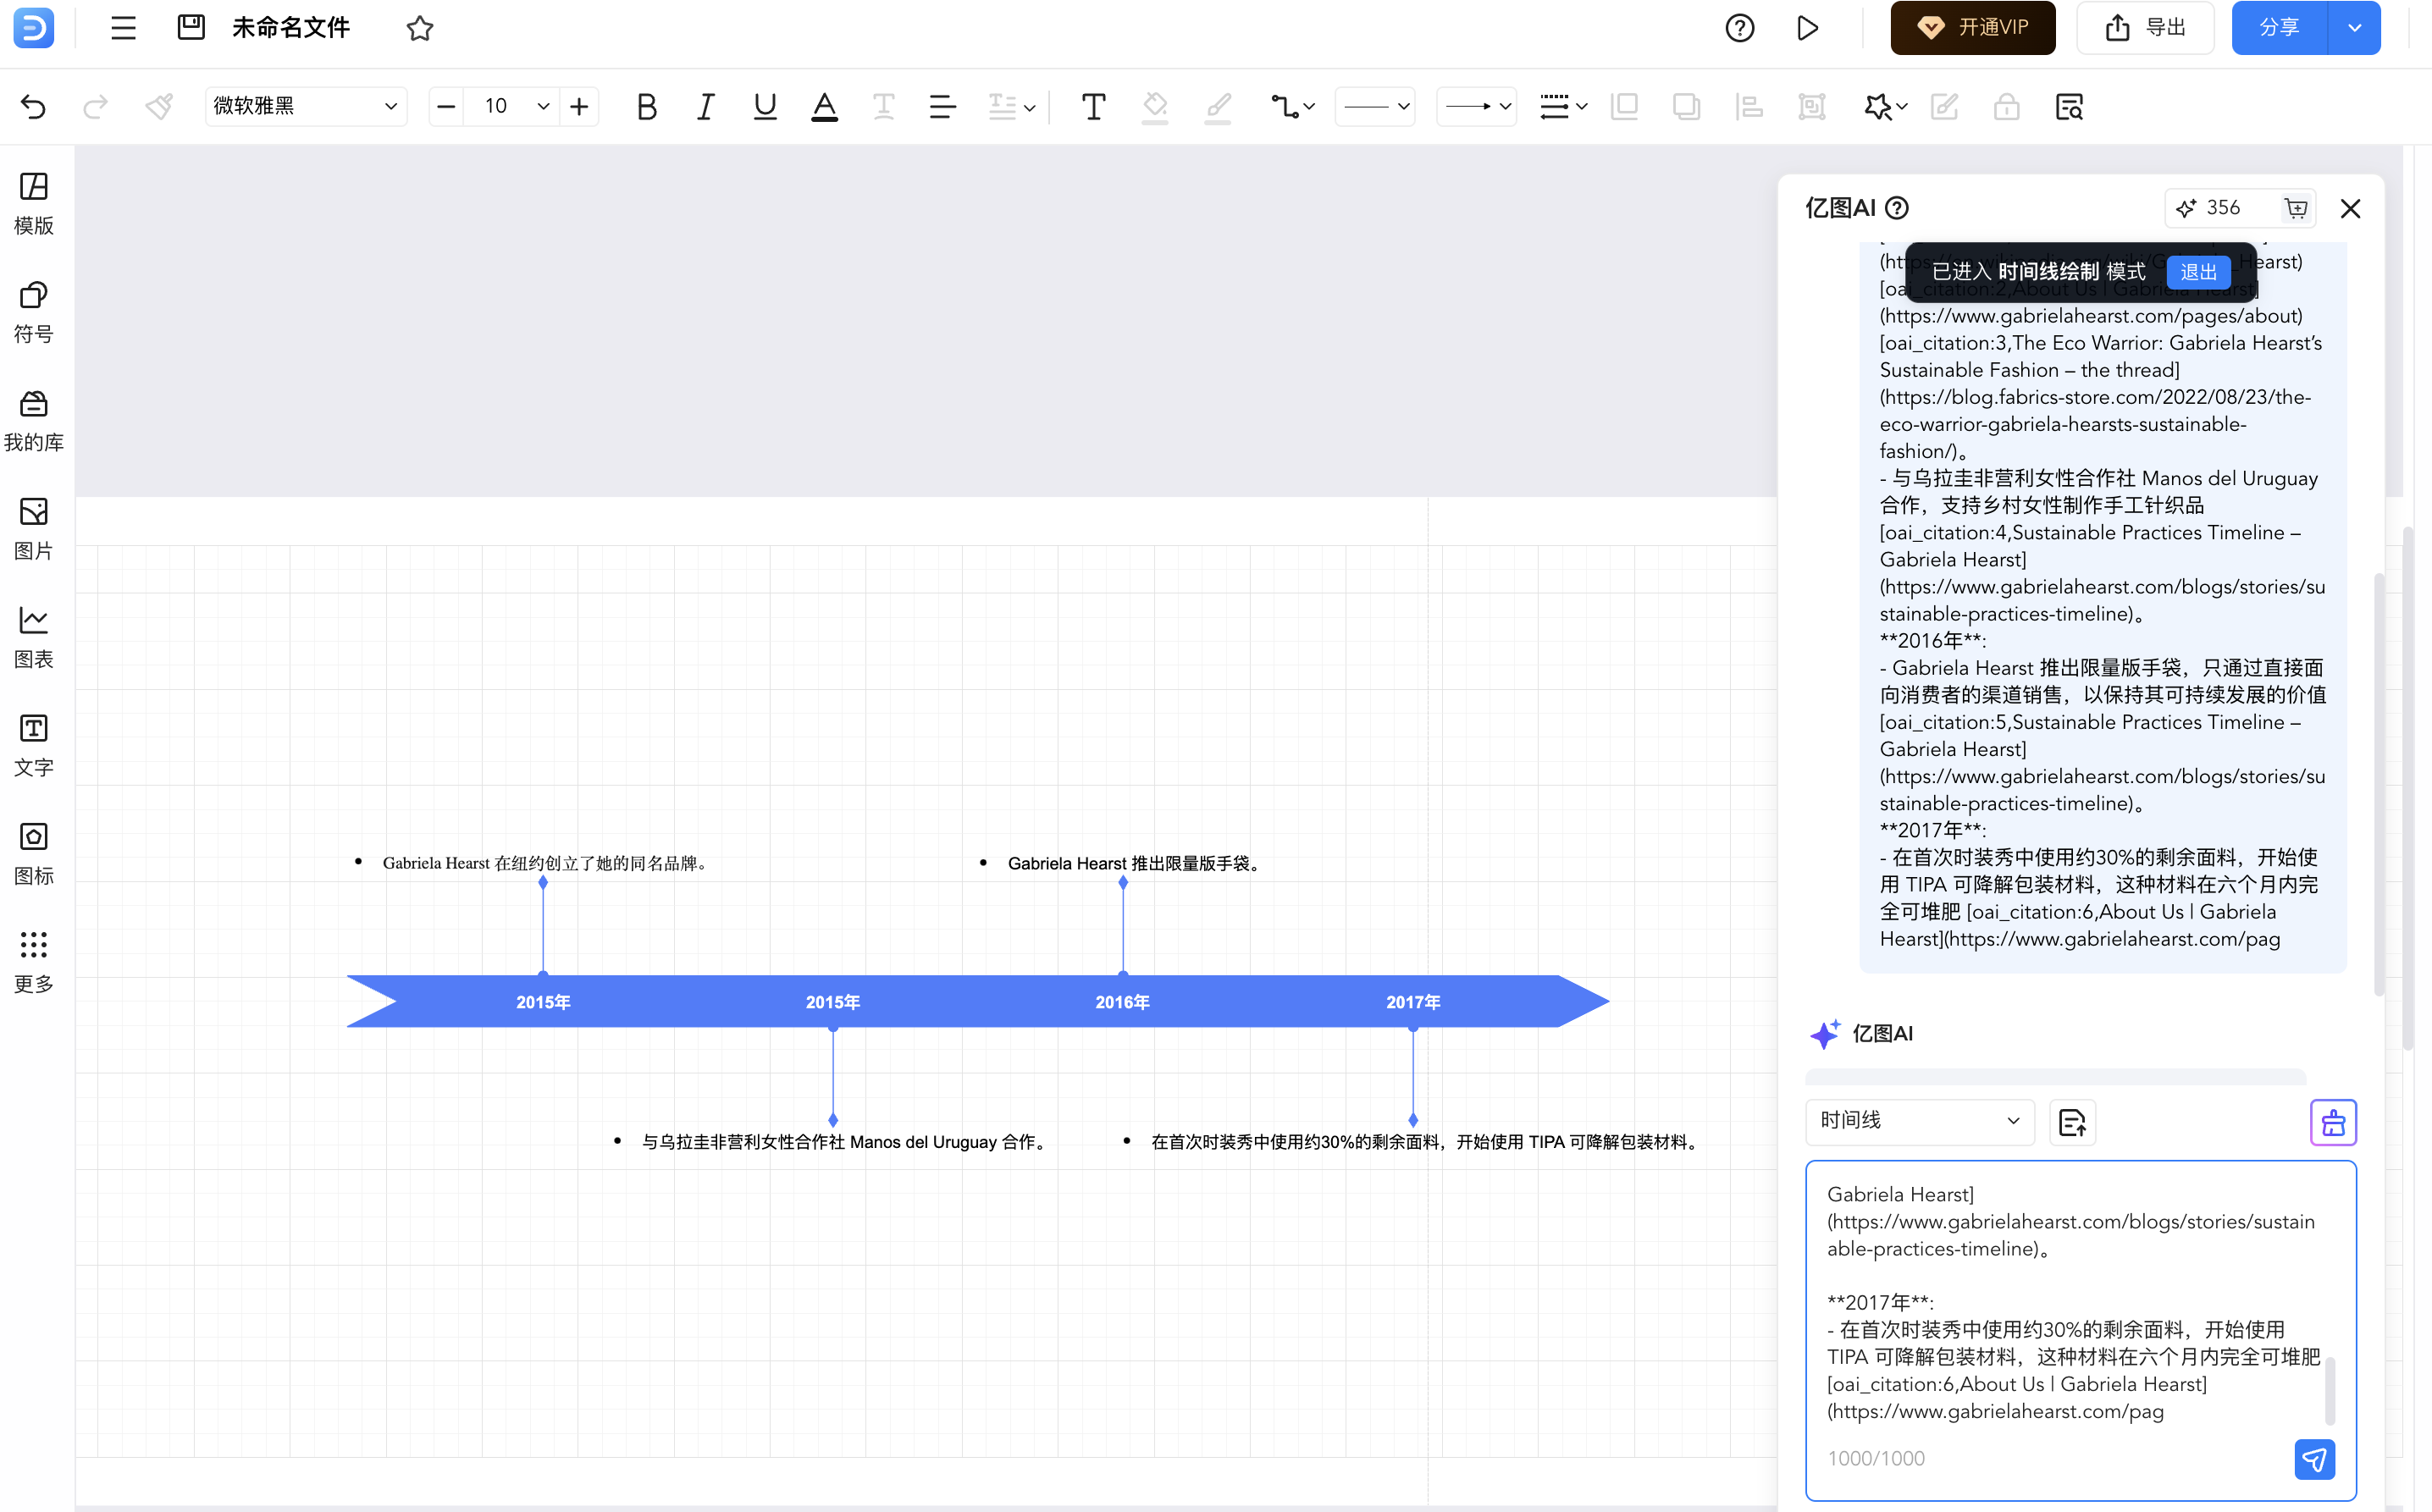 未命名文件
开通VIP
导出
分享
微软雅黑
10
模版
符号
我的库
图片
图表
文字
图标
更多
Gabriela Hearst 在纽约创立了她的同名品牌。
Gabriela Hearst 推出限量版手袋。
2015年
2015年
2016年
2017年
与乌拉圭非营利女性合作社 Manos del Uruguay 合作。
在首次时装秀中使用约30%的剩余面料，开始使用 TIPA 可降解包装材料。
亿图AI
356
已进入 时间线绘制 模式
退出
(https://en.wikipedia.org/wiki/Gabriela_Hearst)
[oai_citation:2,About Us | Gabriela Hearst]
(https://www.gabrielahearst.com/pages/about)
[oai_citation:3,The Eco Warrior: Gabriela Hearst’s
Sustainable Fashion – the thread]
(https://blog.fabrics-store.com/2022/08/23/the-
eco-warrior-gabriela-hearsts-sustainable-
fashion/)。
- 与乌拉圭非营利女性合作社 Manos del Uruguay
合作，支持乡村女性制作手工针织品
[oai_citation:4,Sustainable Practices Timeline –
Gabriela Hearst]
(https://www.gabrielahearst.com/blogs/stories/su
stainable-practices-timeline)。
**2016年**:
- Gabriela Hearst 推出限量版手袋，只通过直接面
向消费者的渠道销售，以保持其可持续发展的价值
[oai_citation:5,Sustainable Practices Timeline –
Gabriela Hearst]
(https://www.gabrielahearst.com/blogs/stories/su
stainable-practices-timeline)。
**2017年**:
- 在首次时装秀中使用约30%的剩余面料，开始使
用 TIPA 可降解包装材料，这种材料在六个月内完
全可堆肥 [oai_citation:6,About Us | Gabriela
Hearst](https://www.gabrielahearst.com/pag
亿图AI
时间线
Gabriela Hearst]
(https://www.gabrielahearst.com/blogs/stories/sustain
able-practices-timeline)。
**2017年**:
- 在首次时装秀中使用约30%的剩余面料，开始使用
TIPA 可降解包装材料，这种材料在六个月内完全可堆肥
[oai_citation:6,About Us | Gabriela Hearst]
(https://www.gabrielahearst.com/pag
1000/1000